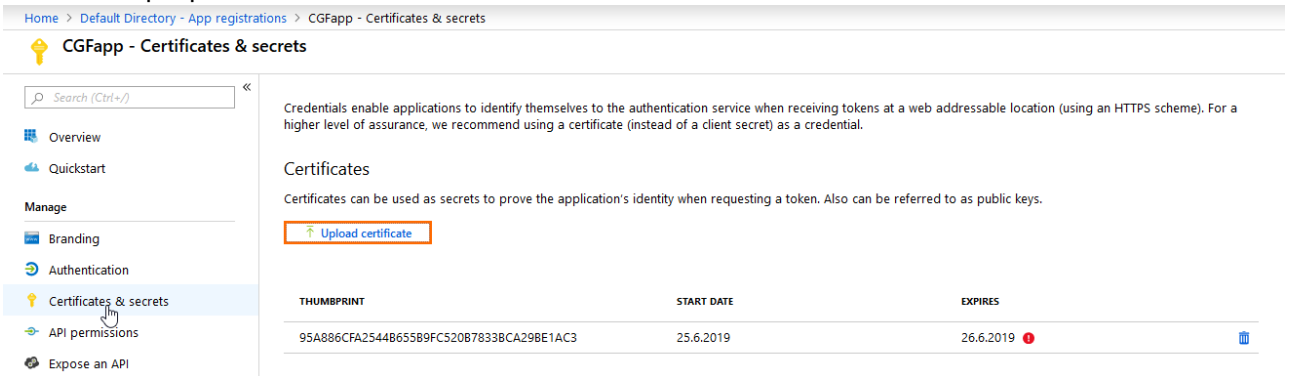 Home > Default Directory - App registrations > CGFapp - Certificates & secrets
CGFapp - Certificates & secrets
Search (Ctrl+/)
«
Overview
Quickstart
Manage
Branding
Authentication
Certificates & secrets
API permissions
Expose an API
Credentials enable applications to identify themselves to the authentication service when receiving tokens at a web addressable location (using an HTTPS scheme). For a
higher level of assurance, we recommend using a certificate (instead of a client secret) as a credential.
Certificates
Certificates can be used as secrets to prove the application's identity when requesting a token. Also can be referred to as public keys.
Upload certificate
THUMBPRINT START DATE EXPIRES
95A886CFA2544B655B9FC520B7833BCA29BE1AC3 25.6.2019 26.6.2019